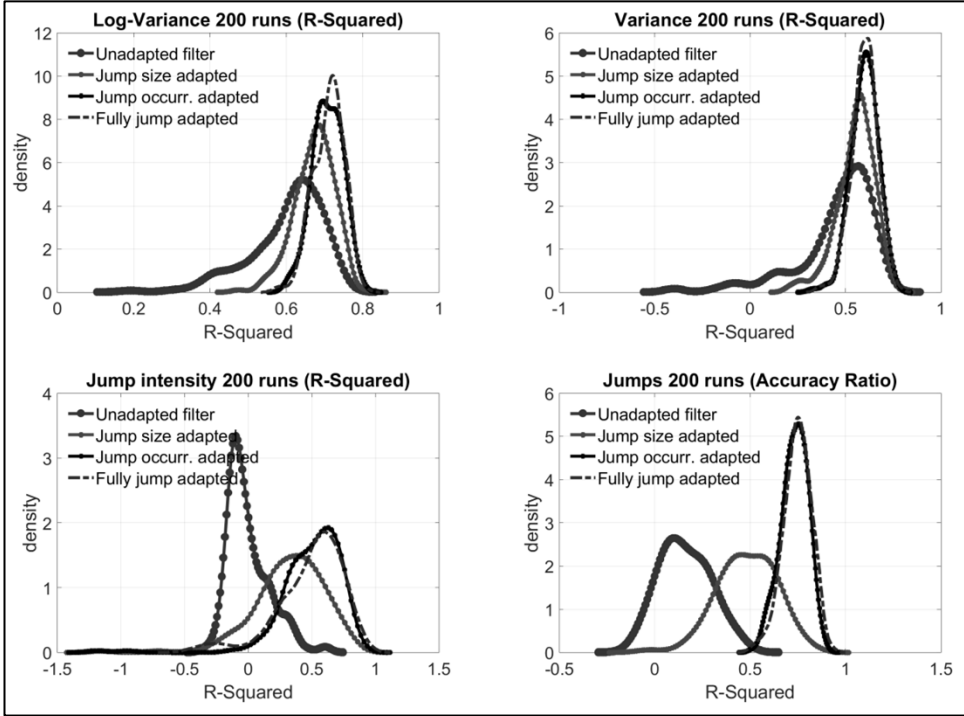 Log-Variance 200 runs (R-Squared)
12
10
8
6
4
2
0
density
Unadapted filter
Jump size adapted
Jump occurr. adapted
Fully jump adapted
0 0.2 0.4 0.6 0.8 1
R-Squared
Variance 200 runs (R-Squared)
6
5
4
3
2
1
0
density
Unadapted filter
Jump size adapted
Jump occurr. adapted
Fully jump adapted
-1 -0.5 0 0.5 1
R-Squared
Jump intensity 200 runs (R-Squared)
4
3
2
1
0
density
Unadapted filter
Jump size adapted
Jump occurr. adapted
Fully jump adapted
-1.5 -1 -0.5 0 0.5 1 1.5
R-Squared
Jumps 200 runs (Accuracy Ratio)
6
5
4
3
2
1
0
density
Unadapted filter
Jump size adapted
Jump occurr. adapted
Fully jump adapted
-0.5 0 0.5 1 1.5
R-Squared